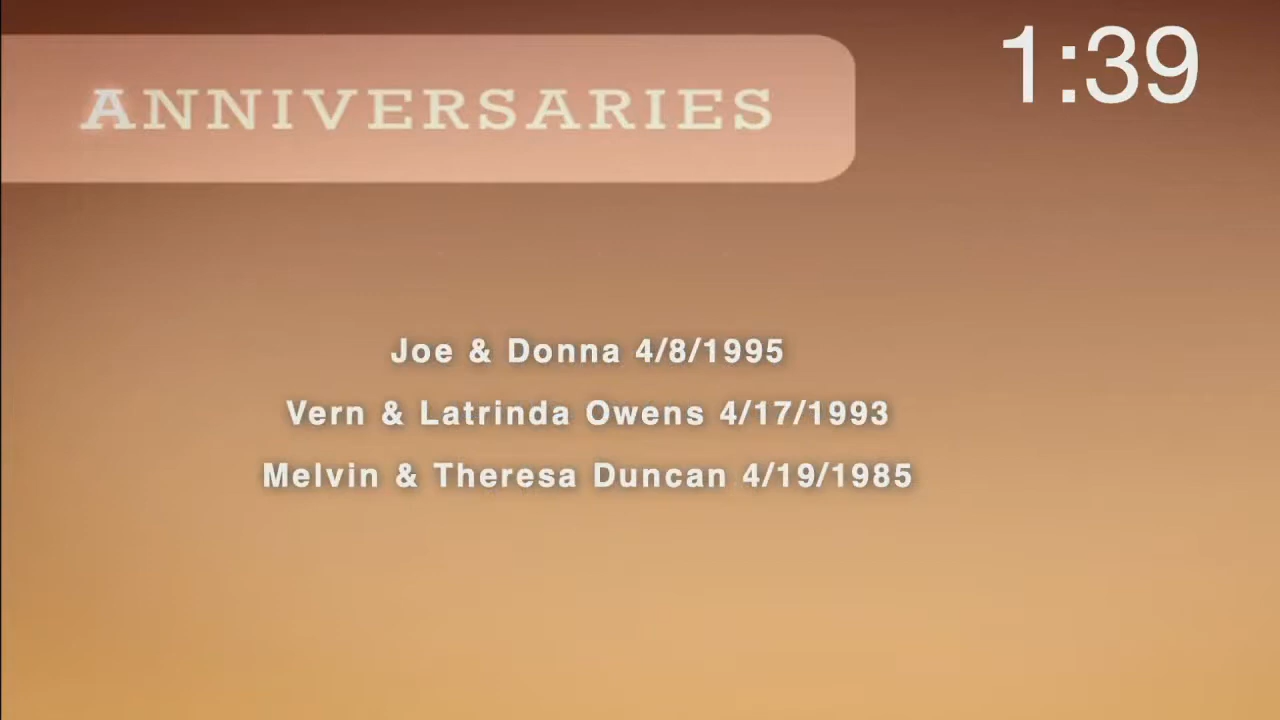 ANNIVERSARIES
1:39
Joe & Donna 4/8/1995
Vern & Latrinda Owens 4/17/1993
Melvin & Theresa Duncan 4/19/1985